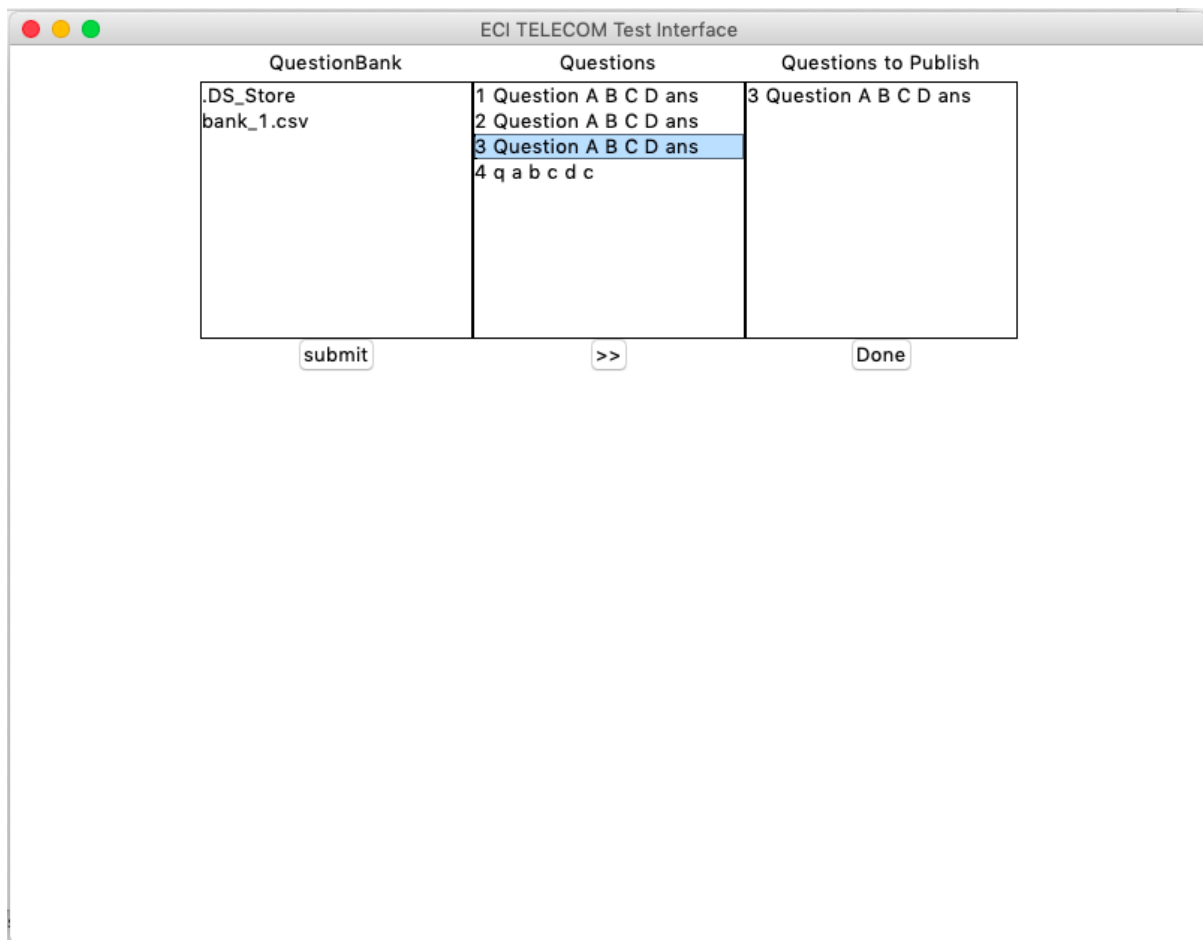 ECI TELECOM Test Interface
QuestionBank
.DS_Store
bank_1.csv
submit
Questions
1 Question A B C D ans
2 Question A B C D ans
3 Question A B C D ans
4 q a b c d c
>>
Questions to Publish
3 Question A B C D ans
Done